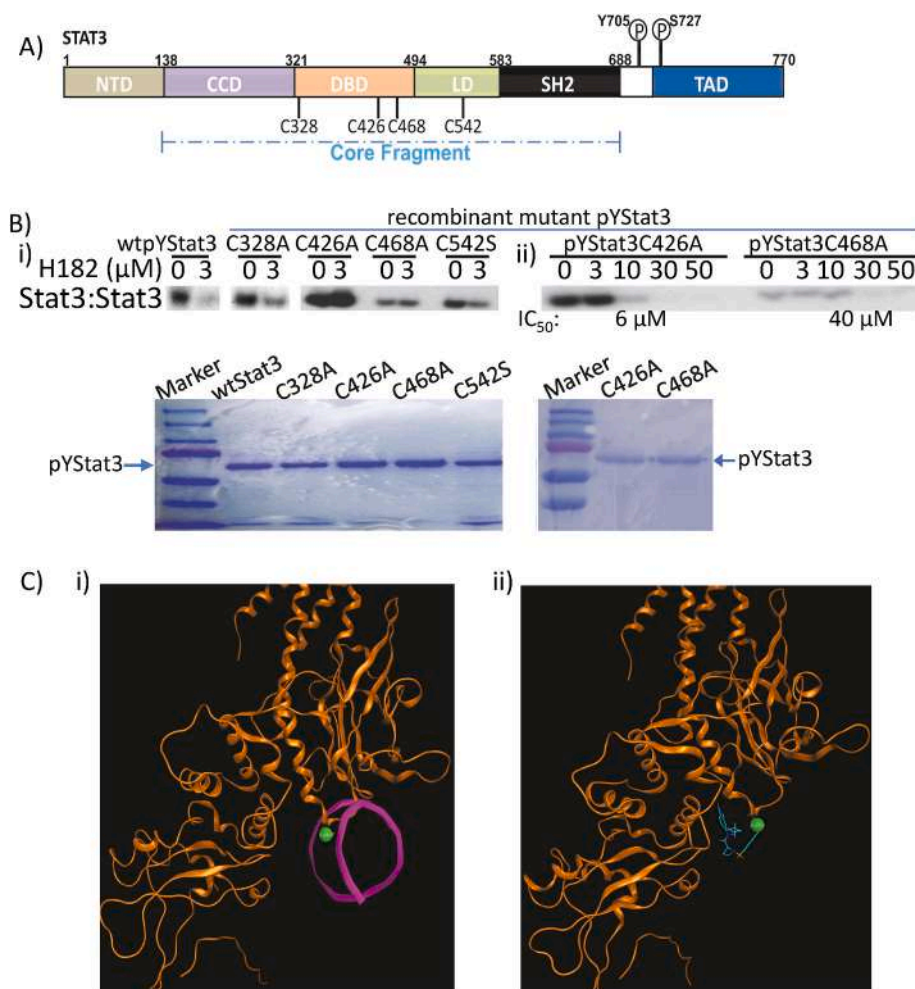 A)
STAT3
Y705 P P S727
1 138 321 494 583 688 770
NTD CCD DBD LD SH2 TAD
C328 C426 C468 C542
Core Fragment
B)
recombinant mutant pYStat3
i) wtpYStat3 C328A C426A C468A C542S ii) pYStat3C426A pYStat3C468A
H182 (µM) 0 3 0 3 0 3 0 3 0 3 0 3 10 30 50 0 3 10 30 50
Stat3:Stat3
IC50: 6 µM 40 µM
Marker wtStat3 C328A C426A C468A C542S Marker C426A C468A
pYStat3 pYStat3
C) i) ii)